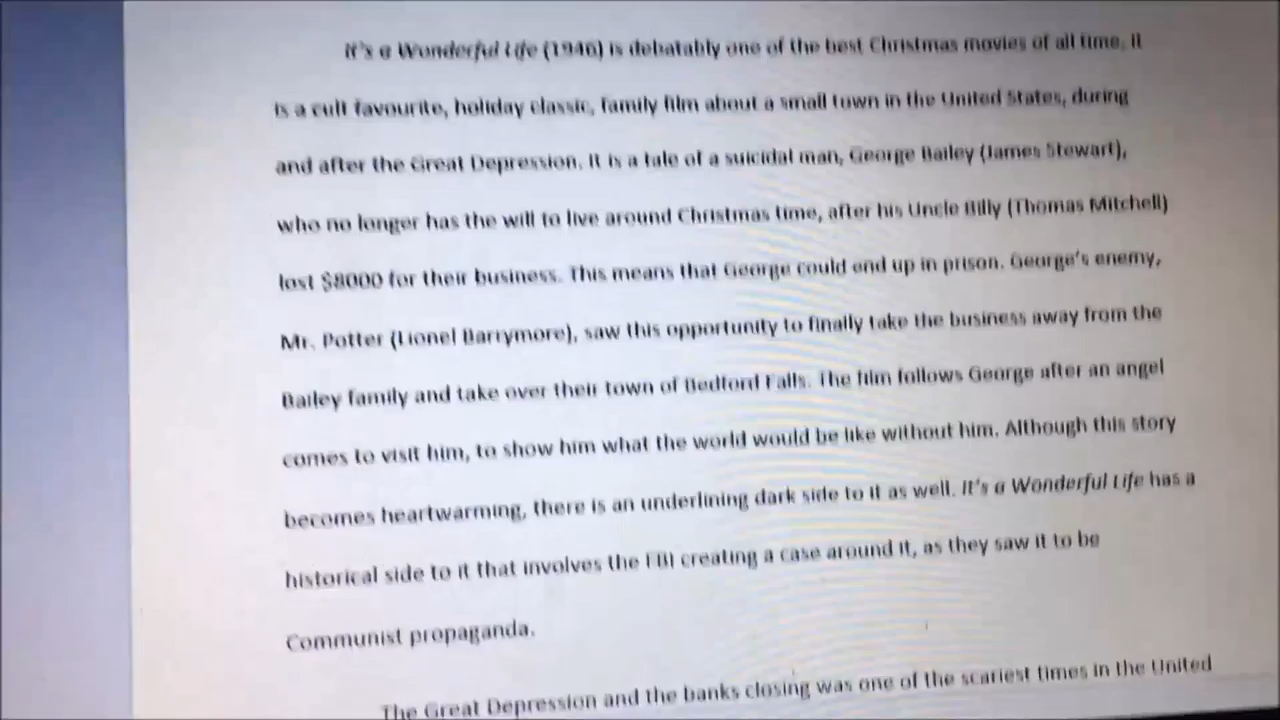 It's a Wonderful Life (1946) is debatably one of the best Christmas movies of all time. It
is a cult favourite, holiday classic, family film about a small town in the United States, during
and after the Great Depression. It is a tale of a suicidal man, George Bailey (James Stewart),
who no longer has the will to live around Christmas time, after his Uncle Billy (Thomas Mitchell)
lost $8000 for their business. This means that George could end up in prison. George's enemy,
Mr. Potter (Lionel Barrymore), saw this opportunity to finally take the business away from the
Bailey family and take over their town of Bedford Falls. The film follows George after an angel
comes to visit him, to show him what the world would be like without him. Although this story
becomes heartwarming, there is an underlining dark side to it as well. It's a Wonderful Life has a
historical side to it that involves the FBI creating a case around it, as they saw it to be
Communist propaganda.
The Great Depression and the banks closing was one of the scariest times in the United